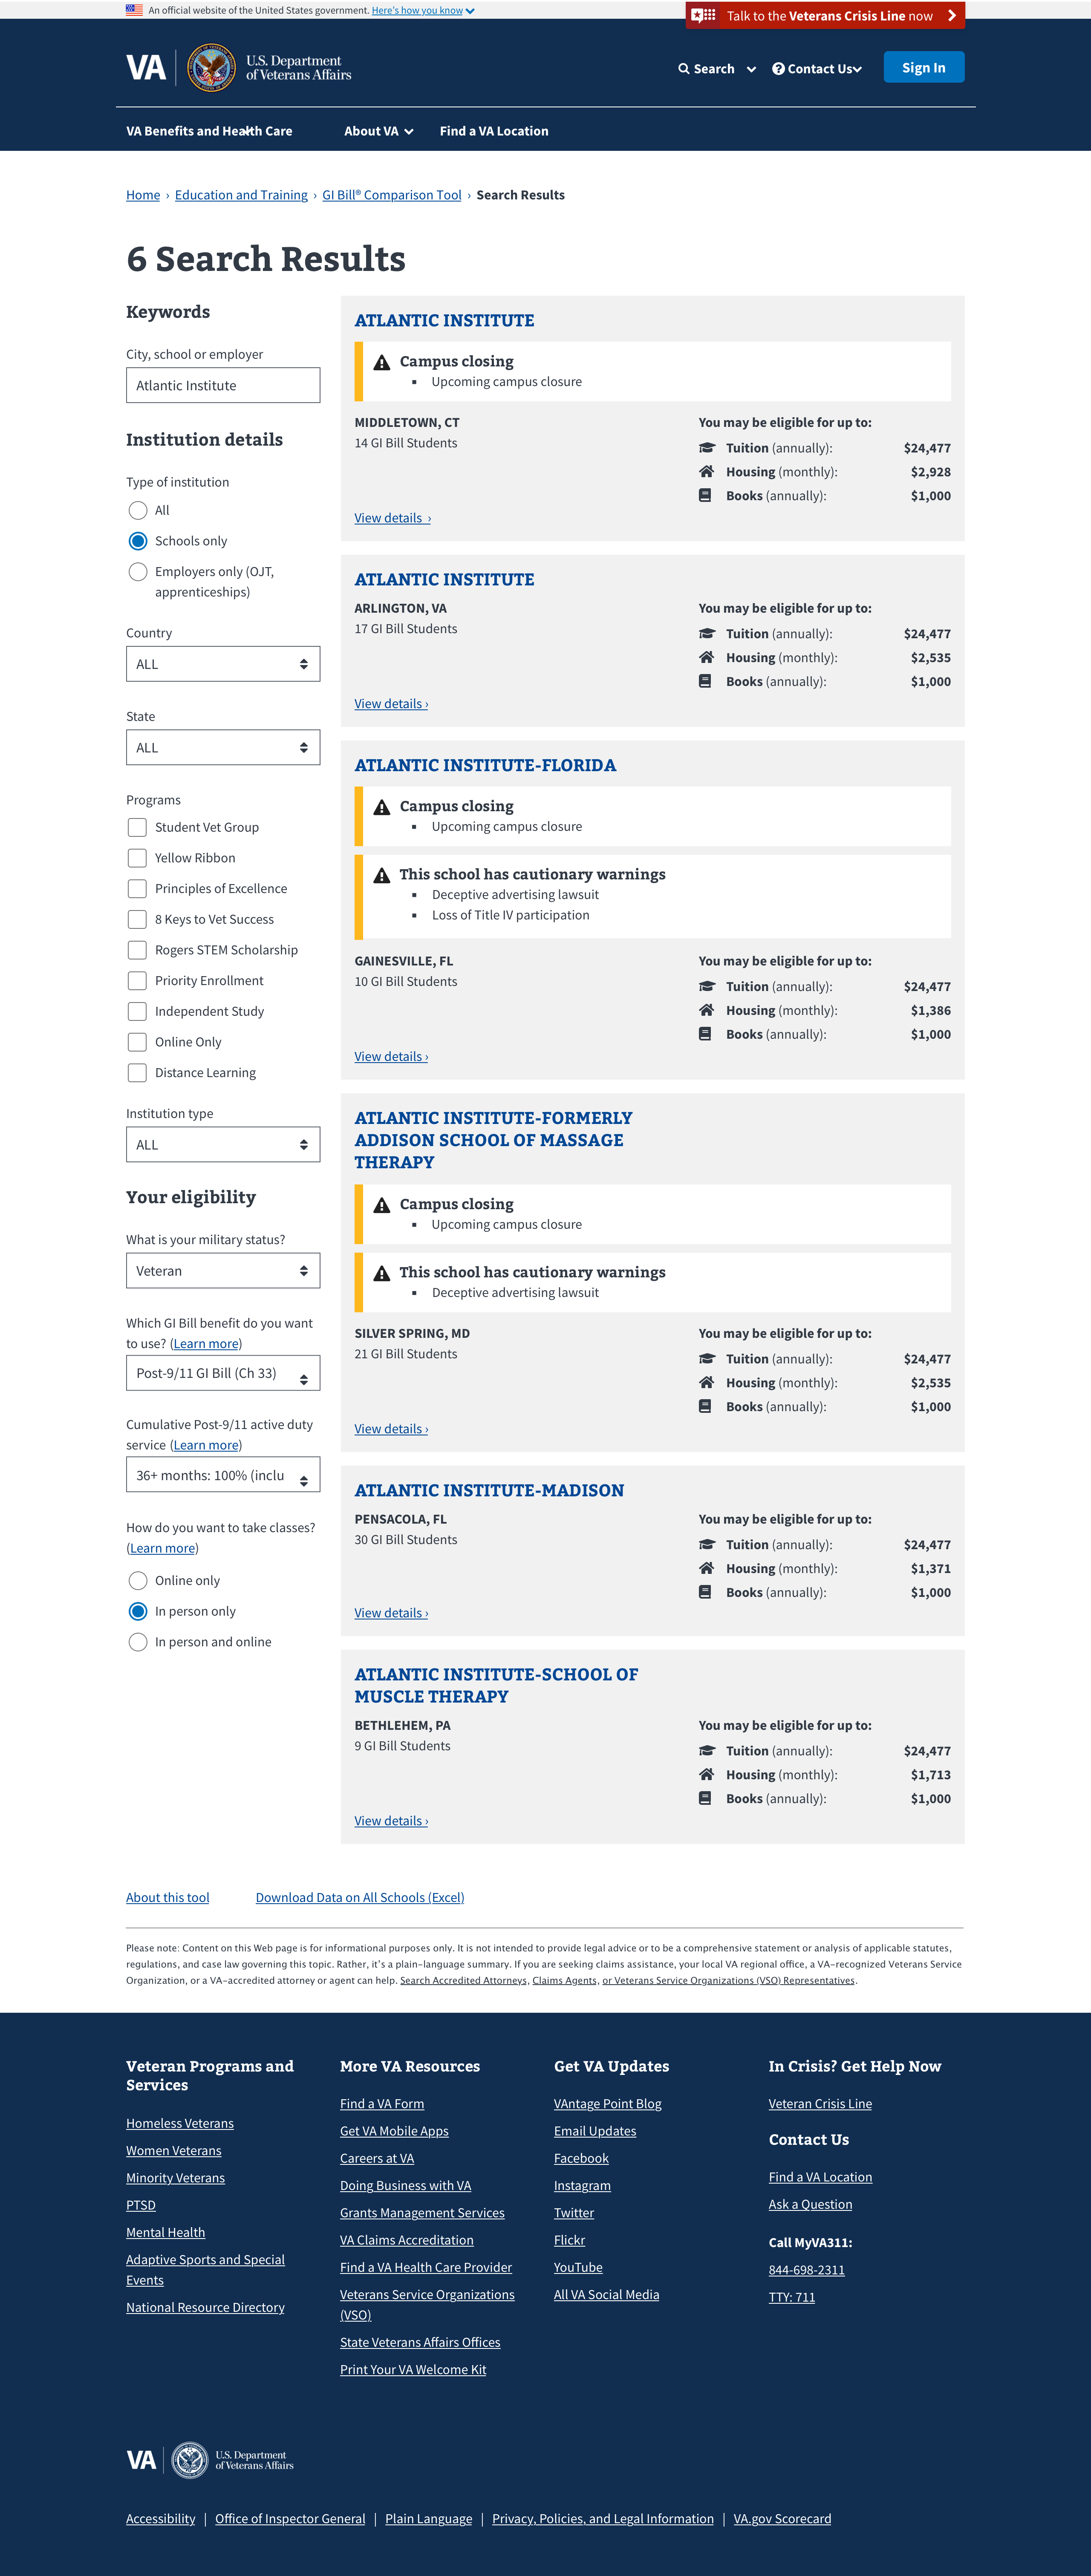 An official website of the United States government. Here's how you know
Talk to the Veterans Crisis Line now
VA
U.S. Department
of Veterans Affairs
Search
Contact Us
Sign In
VA Benefits and Health Care
About VA
Find a VA Location
Home › Education and Training › GI Bill® Comparison Tool › Search Results
6 Search Results
Keywords
City, school or employer
Atlantic Institute
Institution details
Type of institution
All
Schools only
Employers only (OJT,
apprenticeships)
Country
ALL
State
ALL
Programs
Student Vet Group
Yellow Ribbon
Principles of Excellence
8 Keys to Vet Success
Rogers STEM Scholarship
Priority Enrollment
Independent Study
Online Only
Distance Learning
Institution type
ALL
Your eligibility
What is your military status?
Veteran
Which GI Bill benefit do you want
to use? (Learn more)
Post-9/11 GI Bill (Ch 33)
Cumulative Post-9/11 active duty
service (Learn more)
36+ months: 100% (inclu
How do you want to take classes?
(Learn more)
Online only
In person only
In person and online
ATLANTIC INSTITUTE
Campus closing
▪ Upcoming campus closure
MIDDLETOWN, CT
14 GI Bill Students
You may be eligible for up to:
Tuition (annually): $24,477
Housing (monthly): $2,928
Books (annually): $1,000
View details ›
ATLANTIC INSTITUTE
ARLINGTON, VA
17 GI Bill Students
You may be eligible for up to:
Tuition (annually): $24,477
Housing (monthly): $2,535
Books (annually): $1,000
View details ›
ATLANTIC INSTITUTE-FLORIDA
Campus closing
▪ Upcoming campus closure
This school has cautionary warnings
▪ Deceptive advertising lawsuit
▪ Loss of Title IV participation
GAINESVILLE, FL
10 GI Bill Students
You may be eligible for up to:
Tuition (annually): $24,477
Housing (monthly): $1,386
Books (annually): $1,000
View details ›
ATLANTIC INSTITUTE-FORMERLY
ADDISON SCHOOL OF MASSAGE
THERAPY
Campus closing
▪ Upcoming campus closure
This school has cautionary warnings
▪ Deceptive advertising lawsuit
SILVER SPRING, MD
21 GI Bill Students
You may be eligible for up to:
Tuition (annually): $24,477
Housing (monthly): $2,535
Books (annually): $1,000
View details ›
ATLANTIC INSTITUTE-MADISON
PENSACOLA, FL
30 GI Bill Students
You may be eligible for up to:
Tuition (annually): $24,477
Housing (monthly): $1,371
Books (annually): $1,000
View details ›
ATLANTIC INSTITUTE-SCHOOL OF
MUSCLE THERAPY
BETHLEHEM, PA
9 GI Bill Students
You may be eligible for up to:
Tuition (annually): $24,477
Housing (monthly): $1,713
Books (annually): $1,000
View details ›
About this tool
Download Data on All Schools (Excel)
Please note: Content on this Web page is for informational purposes only. It is not intended to provide legal advice or to be a comprehensive statement or analysis of applicable statutes,
regulations, and case law governing this topic. Rather, it's a plain-language summary. If you are seeking claims assistance, your local VA regional office, a VA-recognized Veterans Service
Organization, or a VA-accredited attorney or agent can help. Search Accredited Attorneys, Claims Agents, or Veterans Service Organizations (VSO) Representatives.
Veteran Programs and
Services
Homeless Veterans
Women Veterans
Minority Veterans
PTSD
Mental Health
Adaptive Sports and Special
Events
National Resource Directory
More VA Resources
Find a VA Form
Get VA Mobile Apps
Careers at VA
Doing Business with VA
Grants Management Services
VA Claims Accreditation
Find a VA Health Care Provider
Veterans Service Organizations
(VSO)
State Veterans Affairs Offices
Print Your VA Welcome Kit
Get VA Updates
VAntage Point Blog
Email Updates
Facebook
Instagram
Twitter
Flickr
YouTube
All VA Social Media
In Crisis? Get Help Now
Veteran Crisis Line
Contact Us
Find a VA Location
Ask a Question
Call MyVA311:
844-698-2311
TTY: 711
VA
U.S. Department
of Veterans Affairs
Accessibility | Office of Inspector General | Plain Language | Privacy, Policies, and Legal Information | VA.gov Scorecard